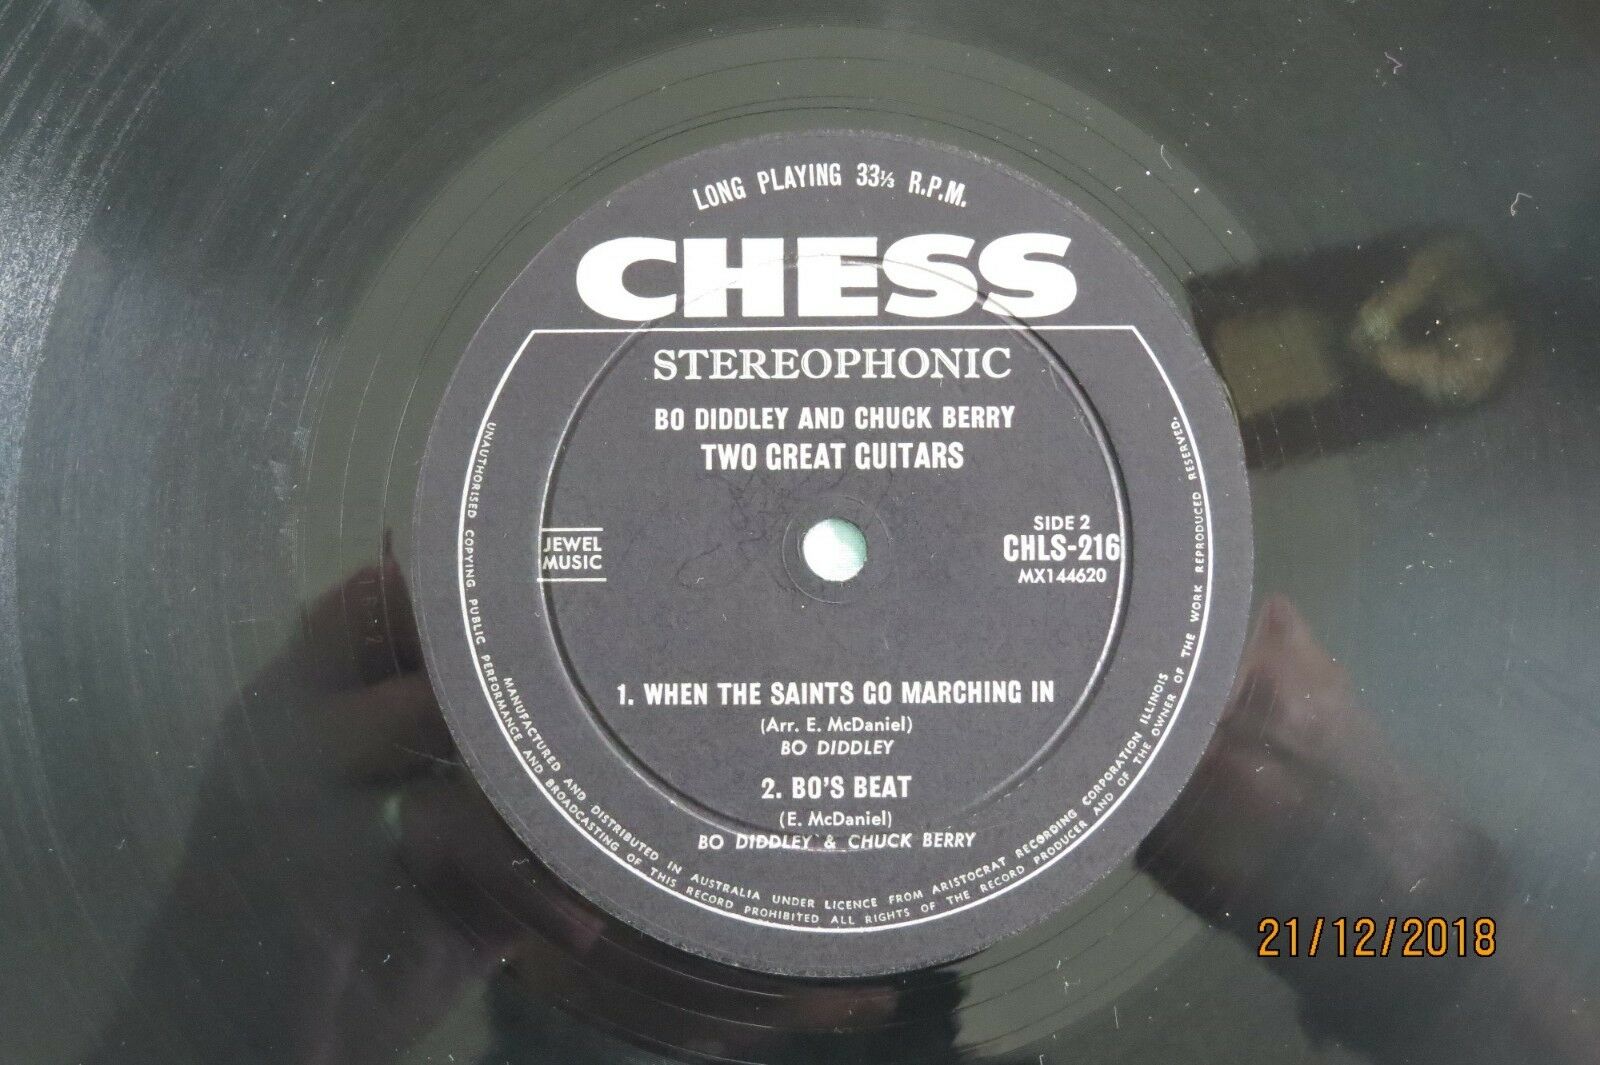 LONG PLAYING 33⅓ R.P.M.
CHESS
STEREOPHONIC
BO DIDDLEY AND CHUCK BERRY
TWO GREAT GUITARS
JEWEL
MUSIC
SIDE 2
CHLS-216
MX144620
1. WHEN THE SAINTS GO MARCHING IN
(Arr. E. McDaniel)
BO DIDDLEY
2. BO'S BEAT
(E. McDaniel)
BO DIDDLEY & CHUCK BERRY
MANUFACTURED AND DISTRIBUTED IN AUSTRALIA UNDER LICENCE FROM ARISTOCRAT RECORDING CORPORATION ILLINOIS
UNAUTHORISED COPYING PUBLIC PERFORMANCE AND BROADCASTING OF THIS RECORD PROHIBITED ALL RIGHTS OF THE RECORD PRODUCER AND OF THE OWNER OF THE WORK REPRODUCED RESERVED.
21/12/2018